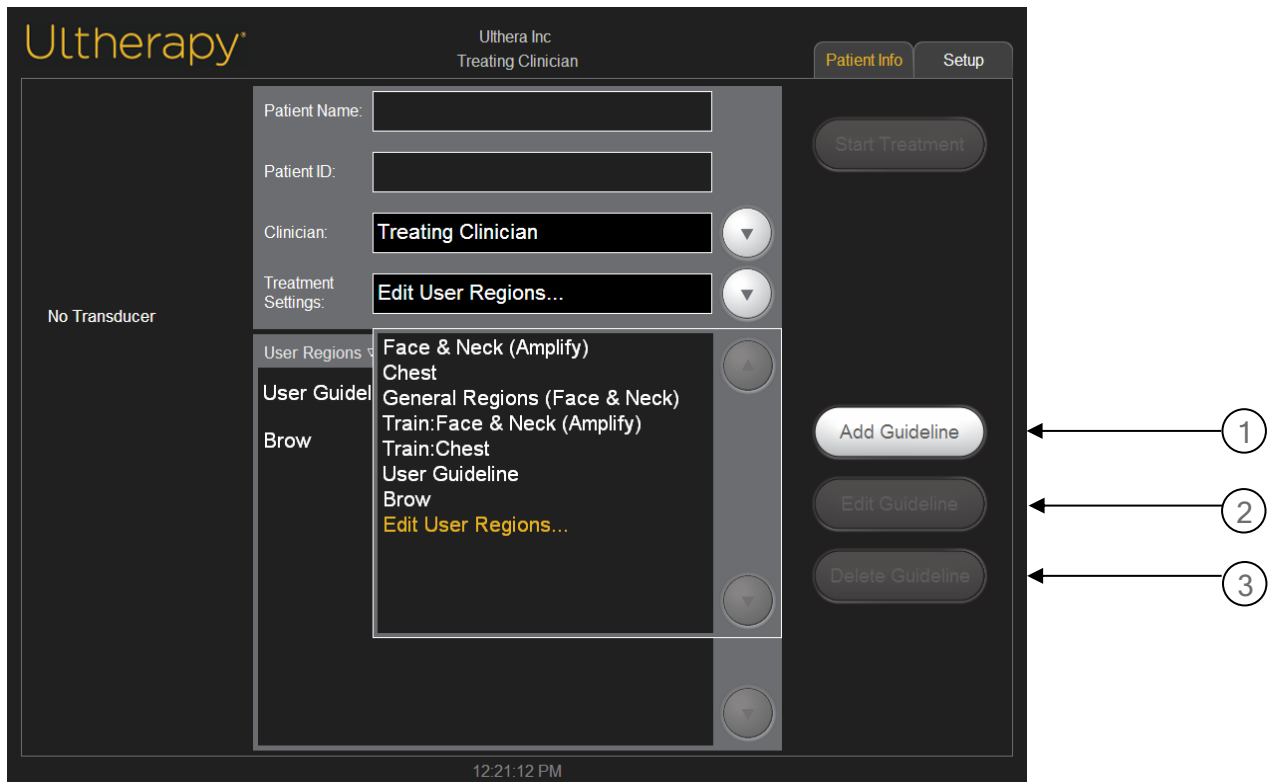 Ultherapy®
Ulthera Inc
Treating Clinician
Patient Info
Setup
Patient Name:
Start Treatment
Patient ID:
Clinician:
Treating Clinician
Treatment
Settings:
Edit User Regions...
No Transducer
User Regions
Face & Neck (Amplify)
Chest
User Guidel
General Regions (Face & Neck)
Train:Face & Neck (Amplify)
Train:Chest
Brow
User Guideline
Brow
Edit User Regions...
Add Guideline
1
Edit Guideline
2
Delete Guideline
3
12:21:12 PM